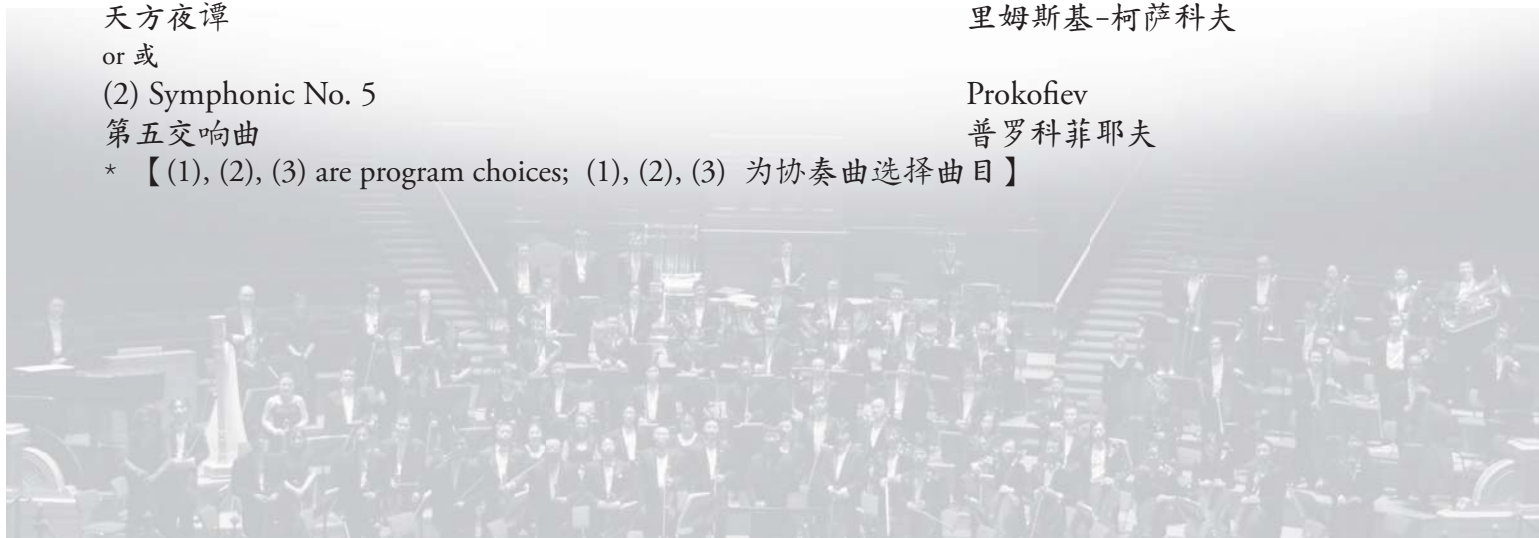 天方夜谭 里姆斯基-柯萨科夫
or 或
(2) Symphonic No. 5 Prokofiev
第五交响曲 普罗科菲耶夫
* 【(1), (2), (3) are program choices; (1), (2), (3) 为协奏曲选择曲目】